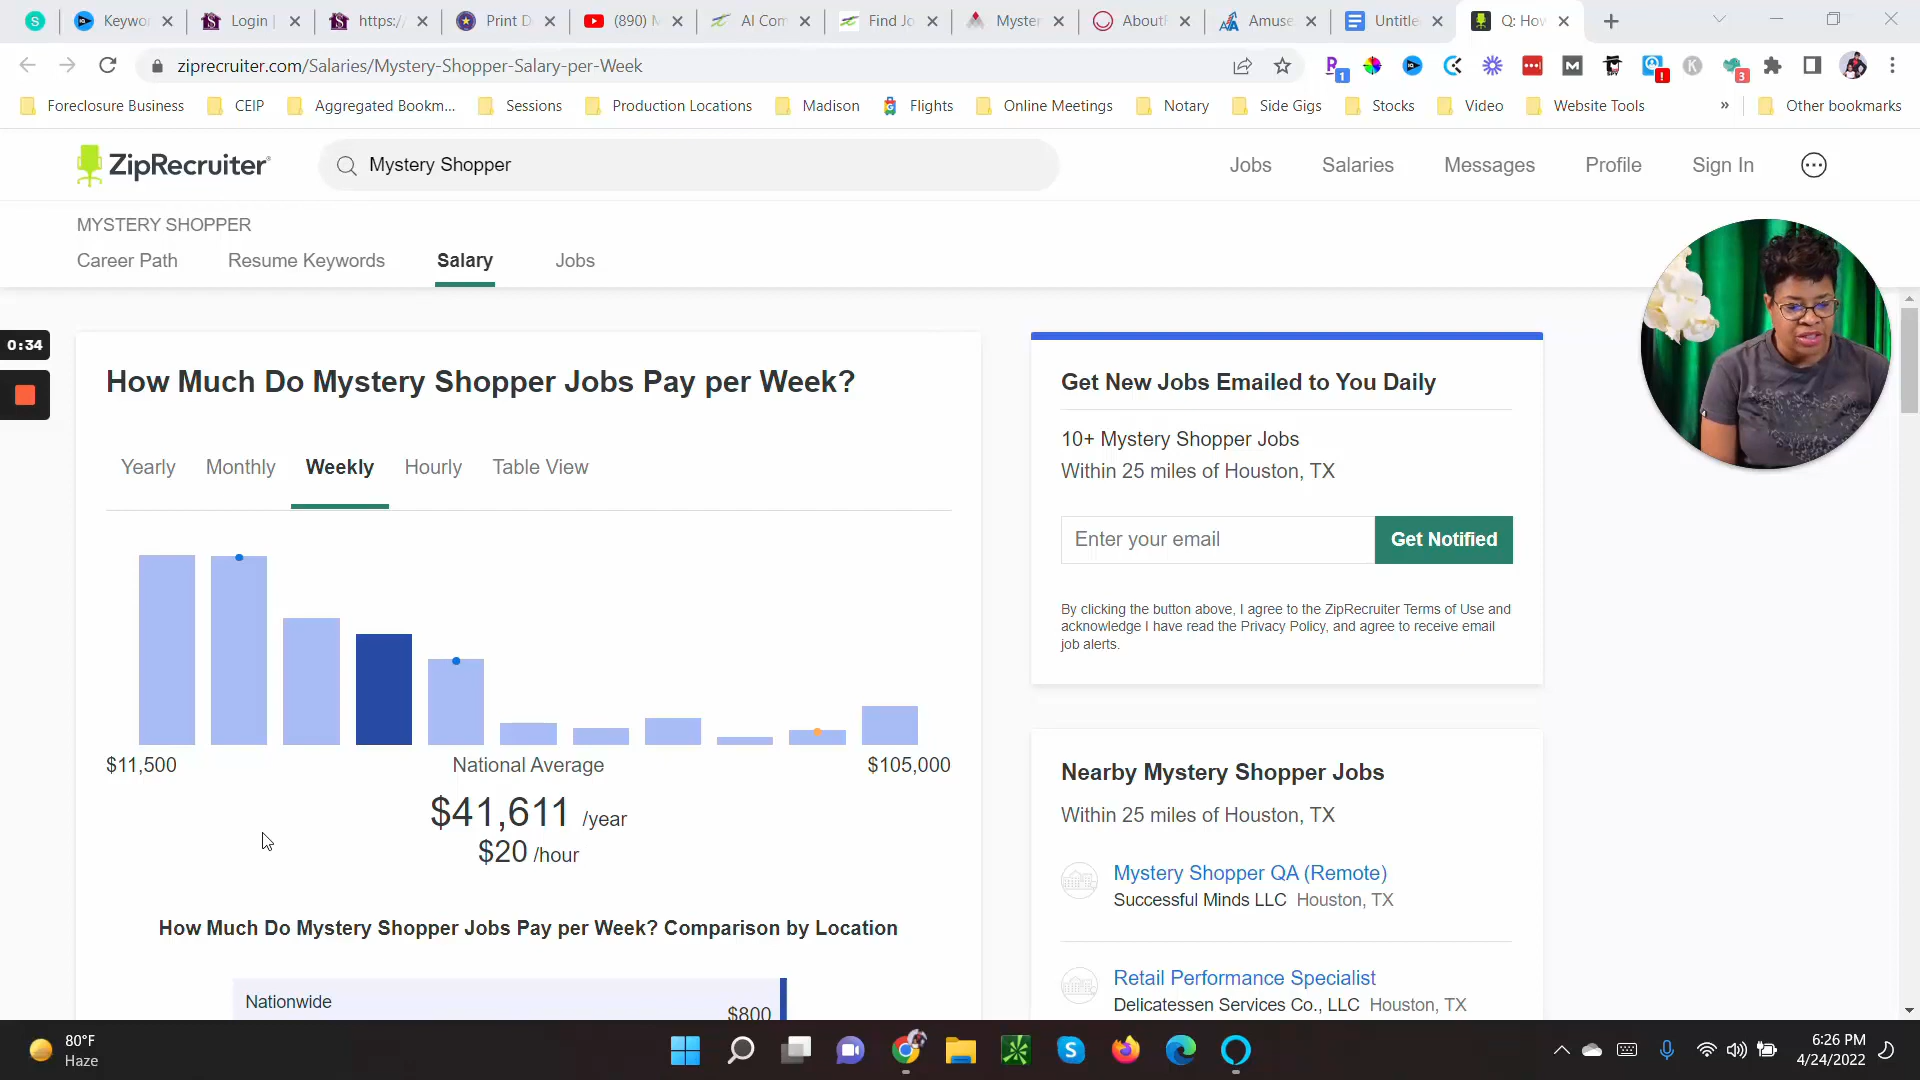 Keywor
Login |
https:/
Print D
(890) M
AI Com
Find Jo
Myster
About
Amuse
Untitle
Q: How
ziprecruiter.com/Salaries/Mystery-Shopper-Salary-per-Week
Foreclosure Business
CEIP
Aggregated Bookm...
Sessions
Production Locations
Madison
Flights
Online Meetings
Notary
Side Gigs
Stocks
Video
Website Tools
»
Other bookmarks
ZipRecruiter
Mystery Shopper
Jobs
Salaries
Messages
Profile
Sign In
MYSTERY SHOPPER
Career Path
Resume Keywords
Salary
Jobs
0:34
How Much Do Mystery Shopper Jobs Pay per Week?
Yearly
Monthly
Weekly
Hourly
Table View
$11,500
National Average
$105,000
$41,611 /year
$20 /hour
How Much Do Mystery Shopper Jobs Pay per Week? Comparison by Location
Nationwide
$800
Get New Jobs Emailed to You Daily
10+ Mystery Shopper Jobs
Within 25 miles of Houston, TX
Enter your email
Get Notified
By clicking the button above, I agree to the ZipRecruiter Terms of Use and
acknowledge I have read the Privacy Policy, and agree to receive email
job alerts.
Nearby Mystery Shopper Jobs
Within 25 miles of Houston, TX
Mystery Shopper QA (Remote)
Successful Minds LLC Houston, TX
Retail Performance Specialist
Delicatessen Services Co., LLC Houston, TX
80°F
Haze
6:26 PM
4/24/2022